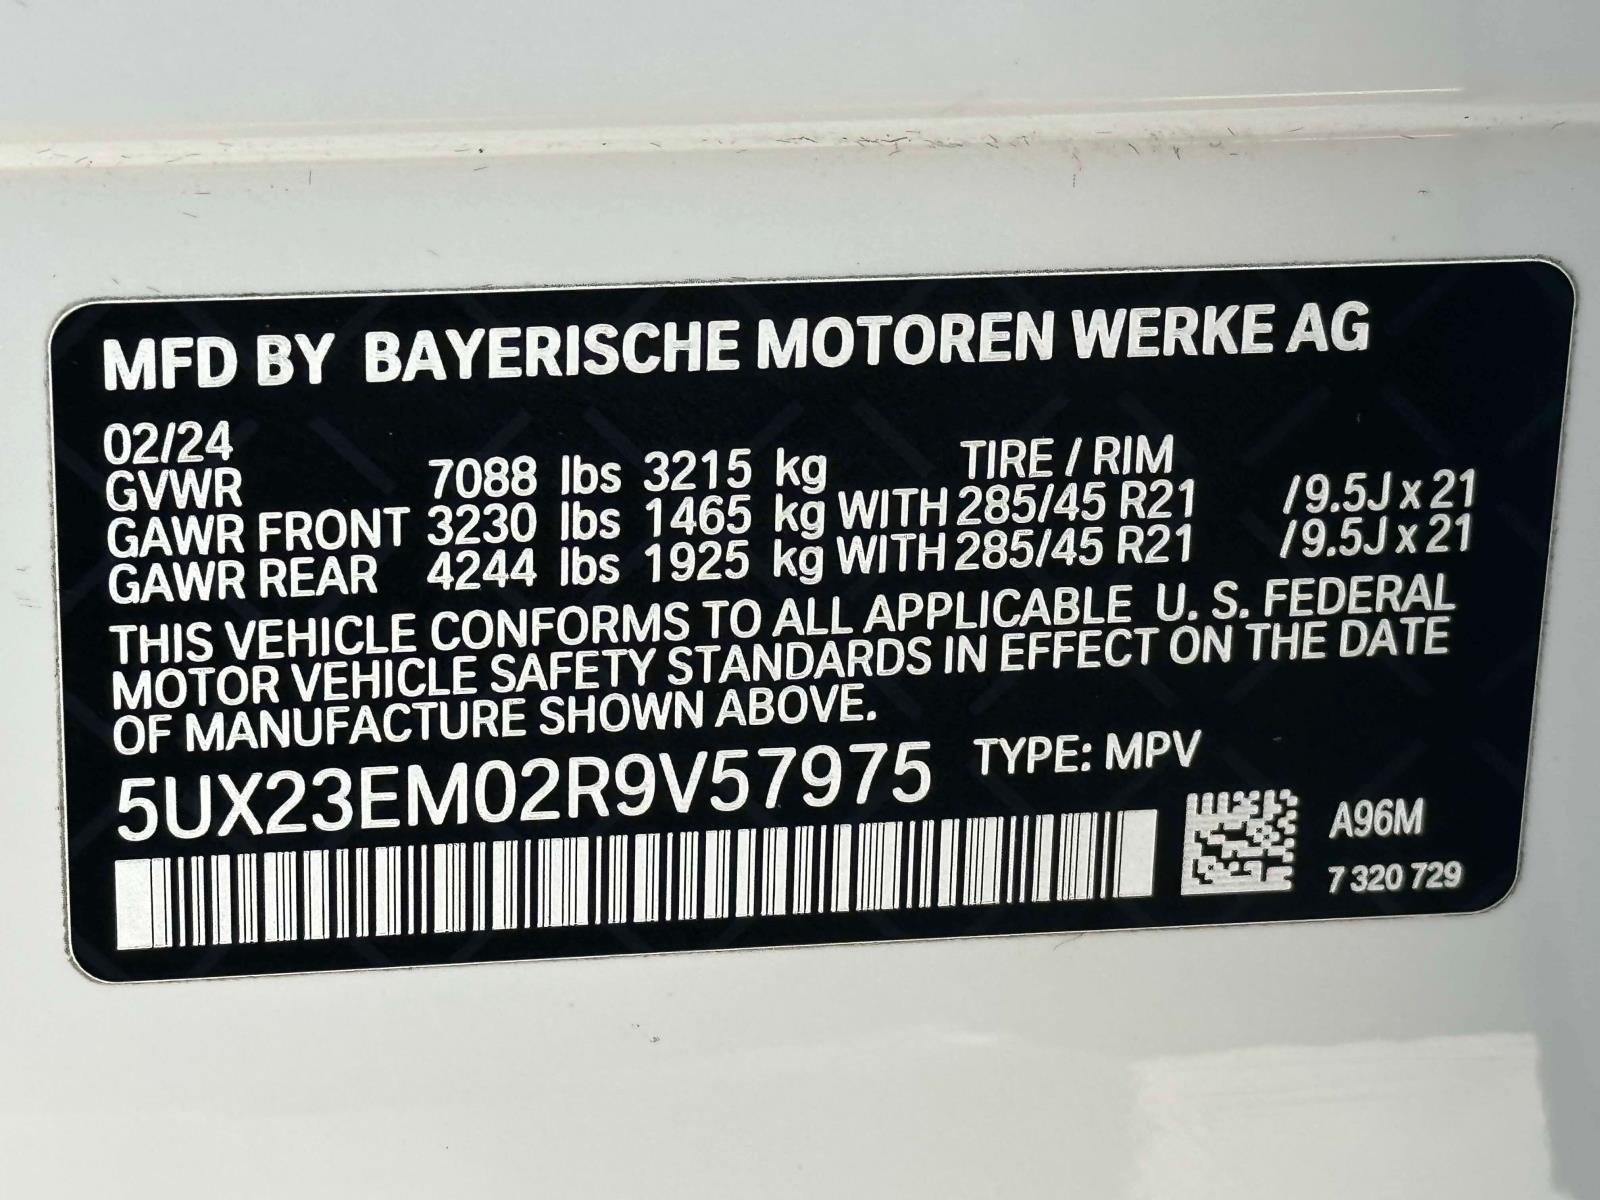 MFD BY BAYERISCHE MOTOREN WERKE AG
02/24 TIRE / RIM
GVWR 7088 lbs 3215 kg
GAWR FRONT 3230 lbs 1465 kg WITH 285/45 R21 /9.5J x 21
GAWR REAR 4244 lbs 1925 kg WITH 285/45 R21 /9.5J x 21
THIS VEHICLE CONFORMS TO ALL APPLICABLE U. S. FEDERAL
MOTOR VEHICLE SAFETY STANDARDS IN EFFECT ON THE DATE
OF MANUFACTURE SHOWN ABOVE.
5UX23EM02R9V57975 TYPE: MPV
A96M
7 320 729